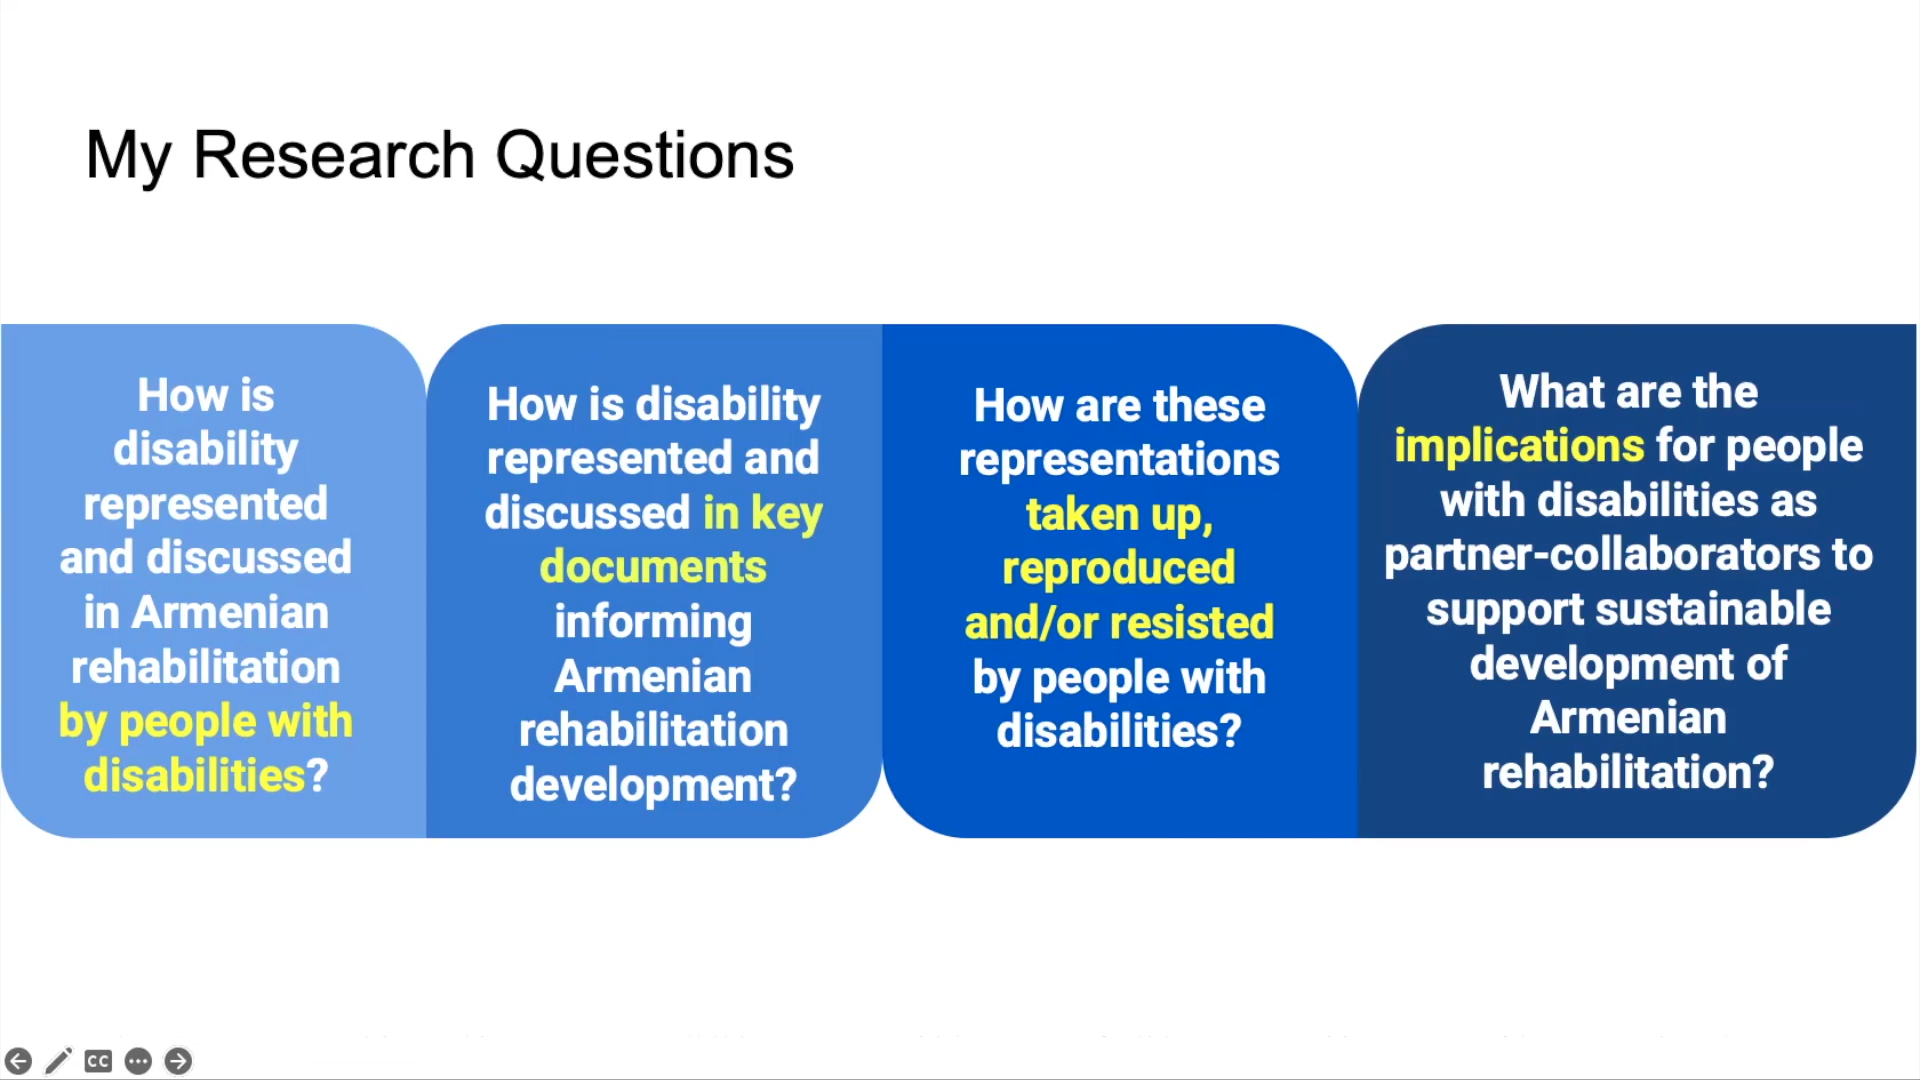 My Research Questions
How is
disability
represented
and discussed
in Armenian
rehabilitation
by people with
disabilities?
How is disability
represented and
discussed in key
documents
informing
Armenian
rehabilitation
development?
How are these
representations
taken up,
reproduced
and/or resisted
by people with
disabilities?
What are the
implications for people
with disabilities as
partner-collaborators to
support sustainable
development of
Armenian
rehabilitation?
CC